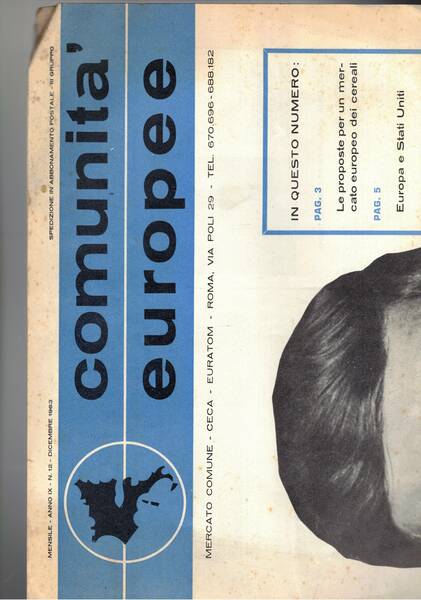 MENSILE - ANNO IX - N. 12 - DICEMBRE 1963
SPEDIZIONE IN ABBONAMENTO POSTALE - III GRUPPO
comunita'
europee
MERCATO COMUNE - CECA - EURATOM - ROMA, VIA POLI 29 - TEL. 670.696 - 688.182
IN QUESTO NUMERO:
PAG. 3
Le proposte per un mer-
cato europeo dei cereali
PAG. 5
Europa e Stati Uniti